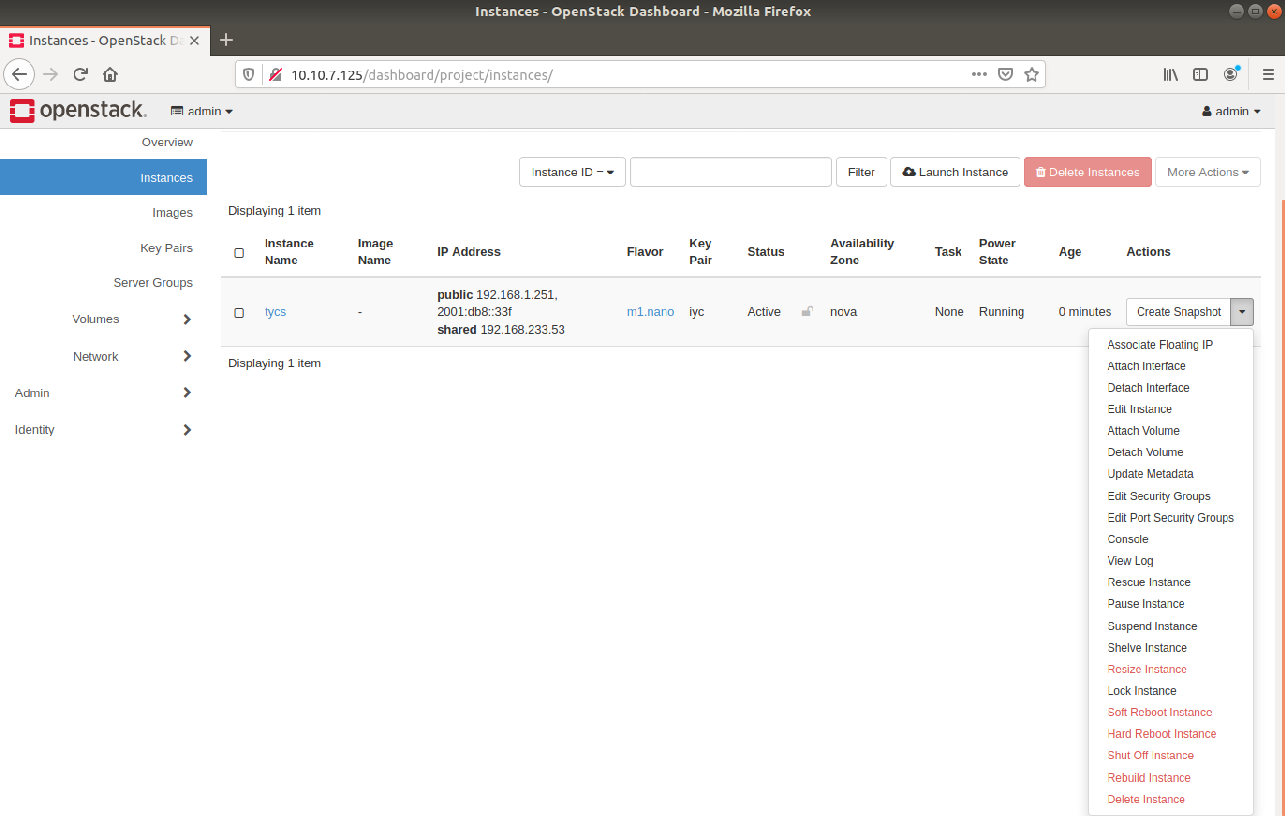 Instances - OpenStack Dashboard - Mozilla Firefox
Instances - OpenStack Da
10.10.7.125/dashboard/project/instances/
openstack. admin admin
Overview
Instances
Images
Key Pairs
Server Groups
Volumes
Network
Admin
Identity
Instance ID = Filter Launch Instance Delete Instances More Actions
Displaying 1 item
Instance Name Image Name IP Address Flavor Key Pair Status Availability Zone Task Power State Age Actions
tycs - public 192.168.1.251, m1.nano iyc Active nova None Running 0 minutes Create Snapshot
2001:db8::33f
shared 192.168.233.53
Displaying 1 item
Associate Floating IP
Attach Interface
Detach Interface
Edit Instance
Attach Volume
Detach Volume
Update Metadata
Edit Security Groups
Edit Port Security Groups
Console
View Log
Rescue Instance
Pause Instance
Suspend Instance
Shelve Instance
Resize Instance
Lock Instance
Soft Reboot Instance
Hard Reboot Instance
Shut Off Instance
Rebuild Instance
Delete Instance